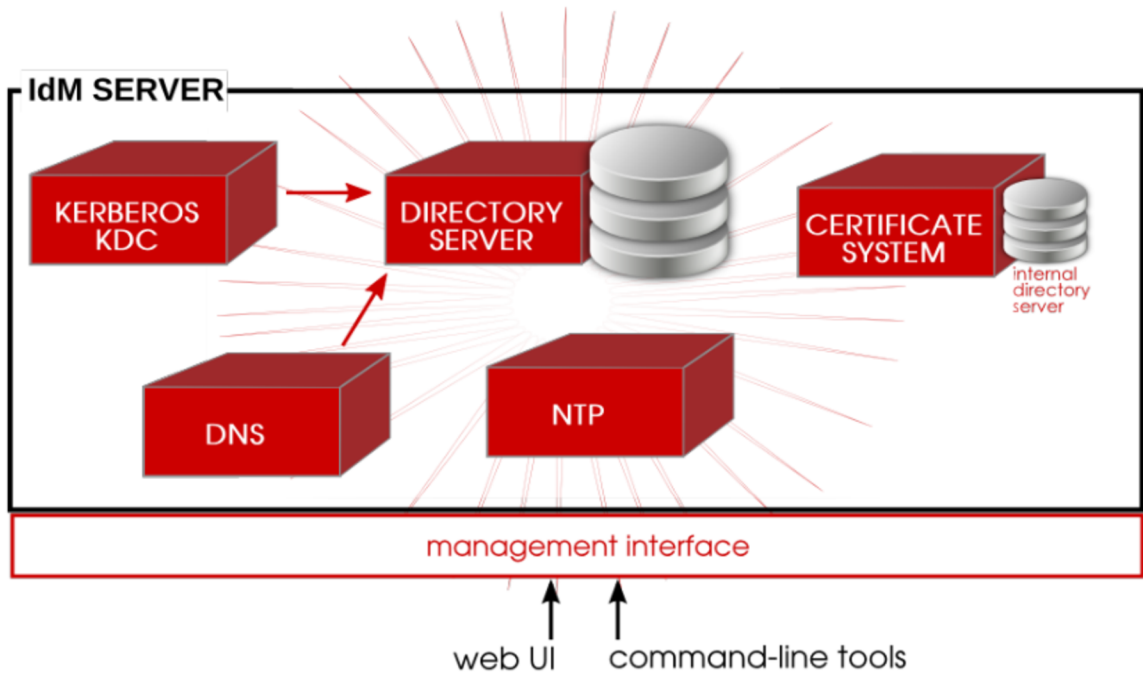 IdM SERVER
KERBEROS
KDC
DIRECTORY
SERVER
CERTIFICATE
SYSTEM
internal
directory
server
DNS
NTP
management interface
web UI
command-line tools